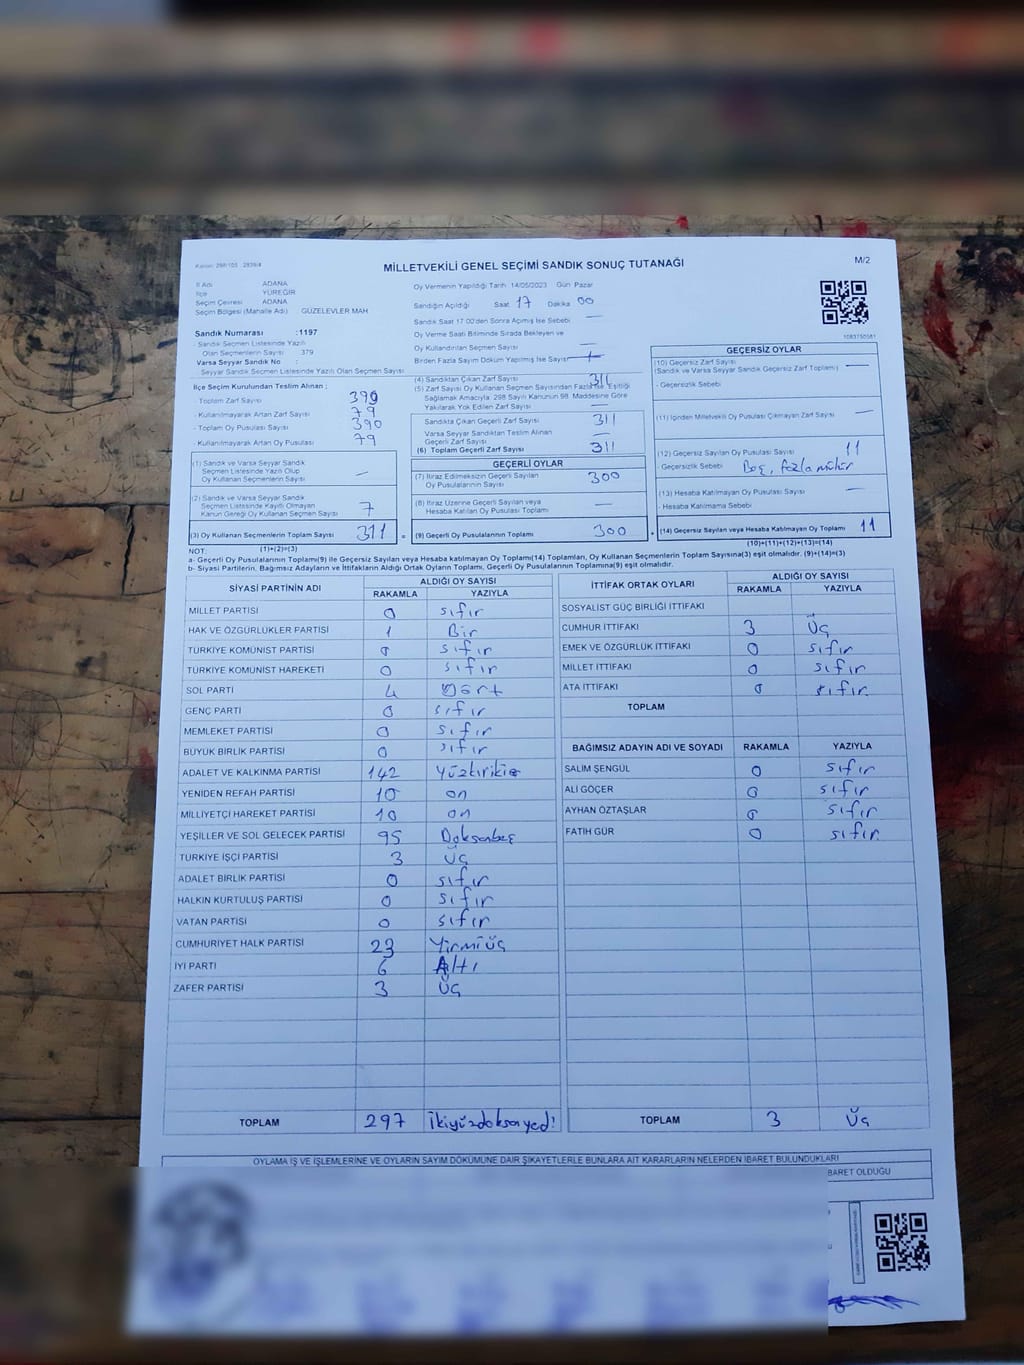 Kanun: 298/105 2839/4
MİLLETVEKİLİ GENEL SEÇİMİ SANDIK SONUÇ TUTANAĞI
M/2
İl Adı ADANA
İlçe YÜREĞİR
Seçim Çevresi ADANA
Seçim Bölgesi (Mahalle Adı) GÜZELEVLER MAH
Sandık Numarası : 1197
- Sandık Seçmen Listesinde Yazılı
Olan Seçmenlerin Sayısı 379
Varsa Seyyar Sandık No :
Seyyar Sandık Seçmen Listesinde Yazılı Olan Seçmen Sayısı
Oy Vermenin Yapıldığı Tarih 14/05/2023 Gün Pazar
Sandığın Açıldığı Saat 17 Dakika 00
Sandık Saat 17:00'den Sonra Açılmış İse Sebebi —
Oy Verme Saati Bitiminde Sırada Bekleyen ve
Oy Kullandırılan Seçmen Sayısı —
Birden Fazla Sayım Döküm Yapılmış İse Sayısı
İlçe Seçim Kurulundan Teslim Alınan ;
- Toplam Zarf Sayısı 390
- Kullanılmayarak Artan Zarf Sayısı 79
- Toplam Oy Pusulası 390
- Kullanılmayarak Artan Oy Pusulası 79
(1) Sandık ve Varsa Seyyar Sandık
Seçmen Listesinde Yazılı Olup
Oy Kullanan Seçmenlerin Sayısı —
(2) Sandık ve Varsa Seyyar Sandık
Seçmen Listesinde Kayıtlı Olmayan
Kanun Gereği Oy Kullanan Seçmen Sayısı 7
(3) Oy Kullanan Seçmenlerin Toplam Sayısı 311
(1)+(2)=(3)
(4) Sandıktan Çıkan Zarf Sayısı 311
(5) Zarf Sayısı Oy Kullanan Seçmen Sayısından Fazla İse, Eşitliği
Sağlamak Amacıyla; 298 Sayılı Kanunun 98. Maddesine Göre
Yakılarak Yok Edilen Zarf Sayısı —
Sandıkta Çıkan Geçerli Zarf Sayısı 311
Varsa Seyyar Sandıktan Teslim Alınan
Geçerli Zarf Sayısı —
(6) Toplam Geçerli Zarf Sayısı 311
GEÇERLİ OYLAR
(7) İtiraz Edilmeksizin Geçerli Sayılan
Oy Pusulalarının Sayısı 300
(8) İtiraz Üzerine Geçerli Sayılan veya
Hesaba Katılan Oy Pusulası Toplamı —
(9) Geçerli Oy Pusulalarının Toplamı 300
1083750581
GEÇERSİZ OYLAR
(10) Geçersiz Zarf Sayısı
(Sandık ve Varsa Seyyar Sandık Geçersiz Zarf Toplamı) —
- Geçersizlik Sebebi
(11) İçinden Milletvekili Oy Pusulası Çıkmayan Zarf Sayısı —
(12) Geçersiz Sayılan Oy Pusulası Sayısı 11
- Geçersizlik Sebebi Boş, fazla mühür
(13) Hesaba Katılmayan Oy Pusulası Sayısı —
- Hesaba Katılmama Sebebi
(14) Geçersiz Sayılan veya Hesaba Katılmayan Oy Toplamı 11
(10)+(11)+(12)+(13)=(14)
NOT:
a- Geçerli Oy Pusulalarının Toplamı(9) ile Geçersiz Sayılan veya Hesaba katılmayan Oy Toplamı(14) Toplamları, Oy Kullanan Seçmenlerin Toplam Sayısına(3) eşit olmalıdır. (9)+(14)=(3)
b- Siyasi Partilerin, Bağımsız Adayların ve İttifakların Aldığı Ortak Oyların Toplamı, Geçerli Oy Pusulalarının Toplamına(9) eşit olmalıdır.
SİYASİ PARTİNİN ADI ALDIĞI OY SAYISI
RAKAMLA YAZIYLA
MİLLET PARTİSİ 0 sıfır
HAK VE ÖZGÜRLÜKLER PARTİSİ 1 Bir
TÜRKİYE KOMÜNİST PARTİSİ 0 sıfır
TÜRKİYE KOMÜNİST HAREKETİ 0 sıfır
SOL PARTİ 4 Dört
GENÇ PARTİ 0 sıfır
MEMLEKET PARTİSİ 0 sıfır
BÜYÜK BİRLİK PARTİSİ 0 sıfır
ADALET VE KALKINMA PARTİSİ 142 Yüzkırkik
YENİDEN REFAH PARTİSİ 10 on
MİLLİYETÇİ HAREKET PARTİSİ 10 on
YEŞİLLER VE SOL GELECEK PARTİSİ 95 Doksanbeş
TÜRKİYE İŞÇİ PARTİSİ 3 üç
ADALET BİRLİK PARTİSİ 0 sıfır
HALKIN KURTULUŞ PARTİSİ 0 sıfır
VATAN PARTİSİ 0 sıfır
CUMHURİYET HALK PARTİSİ 23 Yirmiüç
İYİ PARTİ 6 Altı
ZAFER PARTİSİ 3 üç
TOPLAM 297 ikiyüzdoksanyedi
İTTİFAK ORTAK OYLARI ALDIĞI OY SAYISI
RAKAMLA YAZIYLA
SOSYALİST GÜÇ BİRLİĞİ İTTİFAKI
CUMHUR İTTİFAKI 3 üç
EMEK VE ÖZGÜRLÜK İTTİFAKI 0 sıfır
MİLLET İTTİFAKI 0 sıfır
ATA İTTİFAKI 0 sıfır
TOPLAM
BAĞIMSIZ ADAYIN ADI VE SOYADI RAKAMLA YAZIYLA
SALİM ŞENGÜL 0 sıfır
ALİ GÖÇER 0 sıfır
AYHAN ÖZTAŞLAR 0 sıfır
FATİH GÜR 0 sıfır
TOPLAM 3 üç
OYLAMA İŞ VE İŞLEMLERİNE VE OYLARIN SAYIM DÖKÜMÜNE DAİR ŞİKAYETLERLE BUNLARA AİT KARARLARIN NELERDEN İBARET BULUNDUKLARI
BARET OLDUĞU